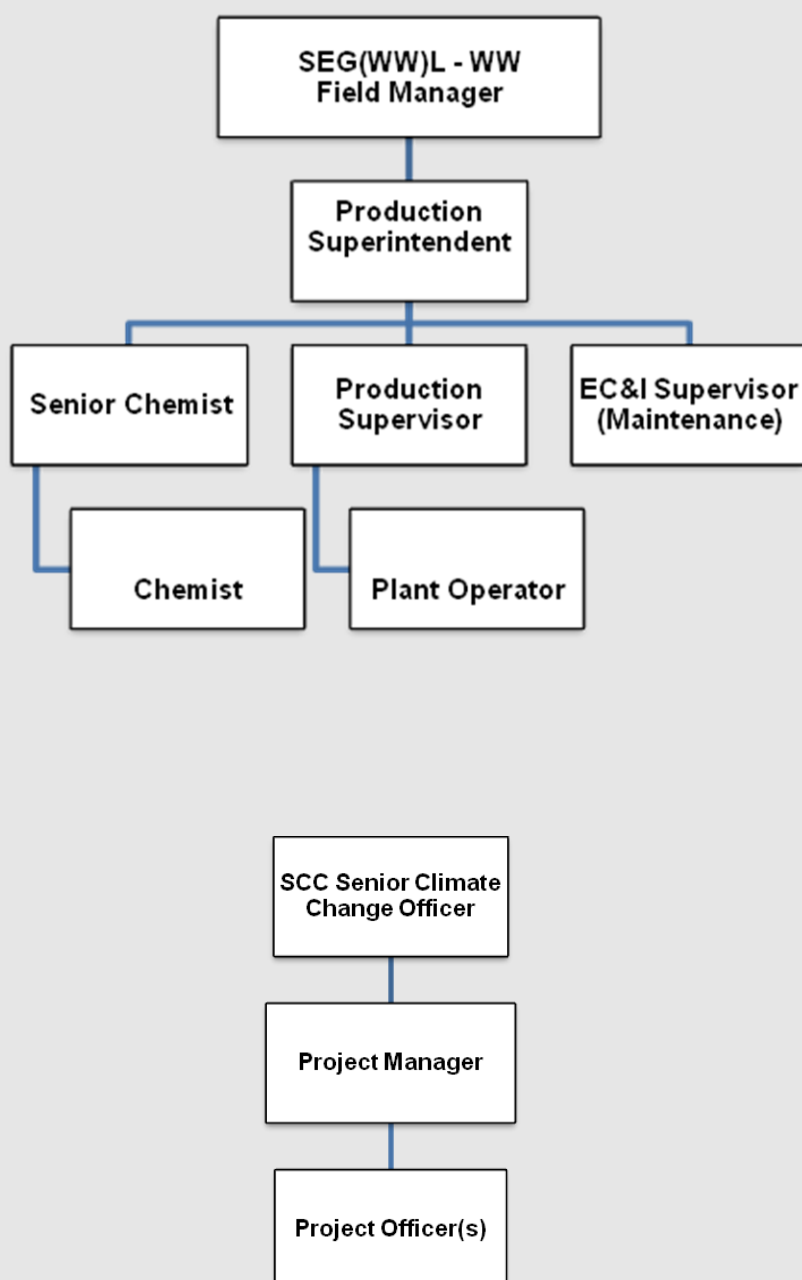 SEG(WW)L - WW
Field Manager
Production
Superintendent
Senior Chemist
Production
Supervisor
EC&I Supervisor
(Maintenance)
Chemist
Plant Operator
SCC Senior Climate
Change Officer
Project Manager
Project Officer(s)